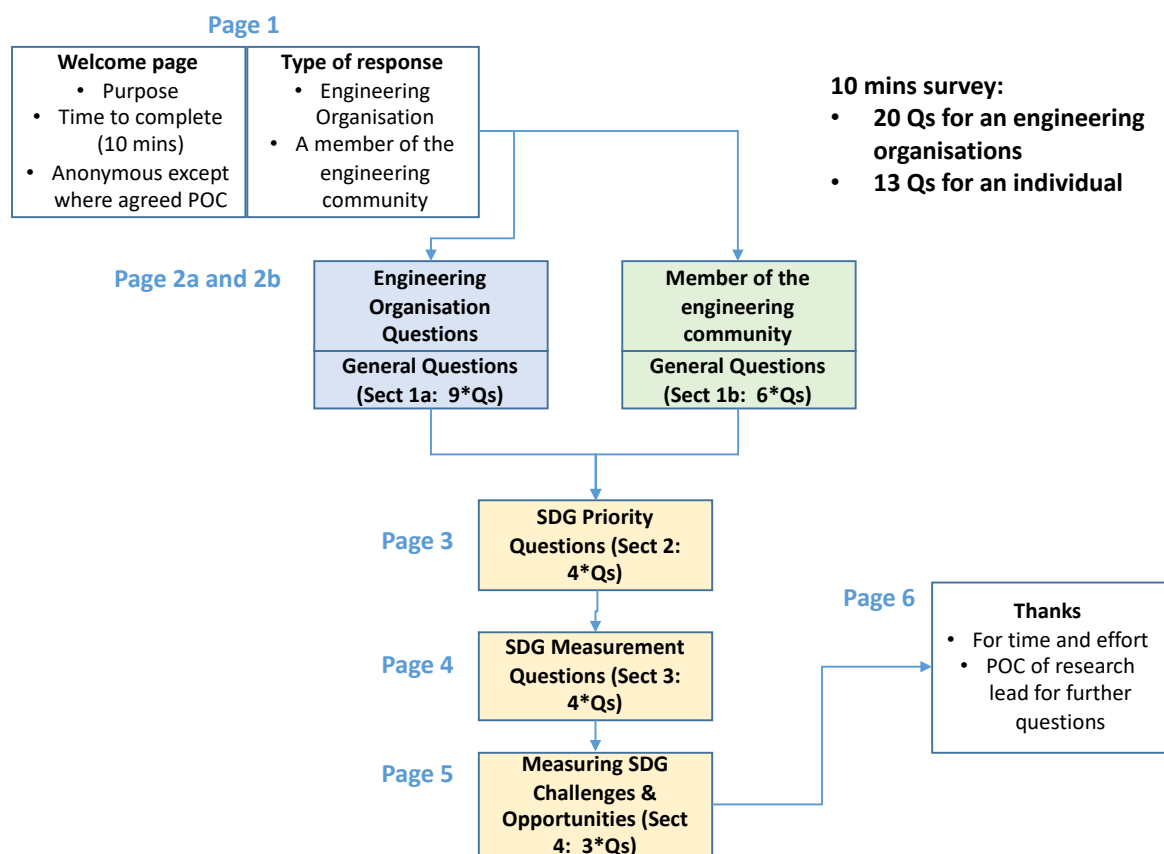 Page 1
Welcome page
• Purpose
• Time to complete
(10 mins)
• Anonymous except
where agreed POC
Type of response
• Engineering
Organisation
• A member of the
engineering
community
10 mins survey:
• 20 Qs for an engineering
organisations
• 13 Qs for an individual
Page 2a and 2b
Engineering
Organisation
Questions
General Questions
(Sect 1a: 9*Qs)
Member of the
engineering
community
General Questions
(Sect 1b: 6*Qs)
Page 3
SDG Priority
Questions (Sect 2:
4*Qs)
Page 4
SDG Measurement
Questions (Sect 3:
4*Qs)
Page 5
Measuring SDG
Challenges &
Opportunities (Sect
4: 3*Qs)
Page 6
Thanks
• For time and effort
• POC of research
lead for further
questions